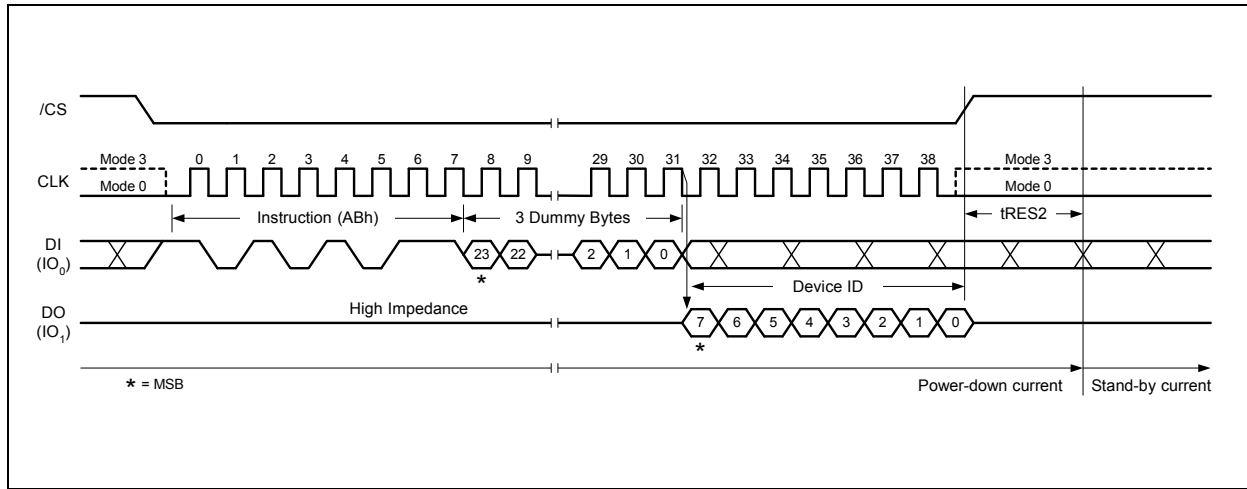 /CS
Mode 3 0 1 2 3 4 5 6 7 8 9 29 30 31 32 33 34 35 36 37 38 Mode 3
CLK Mode 0 Mode 0
Instruction (ABh) 3 Dummy Bytes tRES2
DI
(IO0) 23 22 2 1 0
* Device ID
High Impedance
DO
(IO1) 7 6 5 4 3 2 1 0
*
* = MSB Power-down current Stand-by current